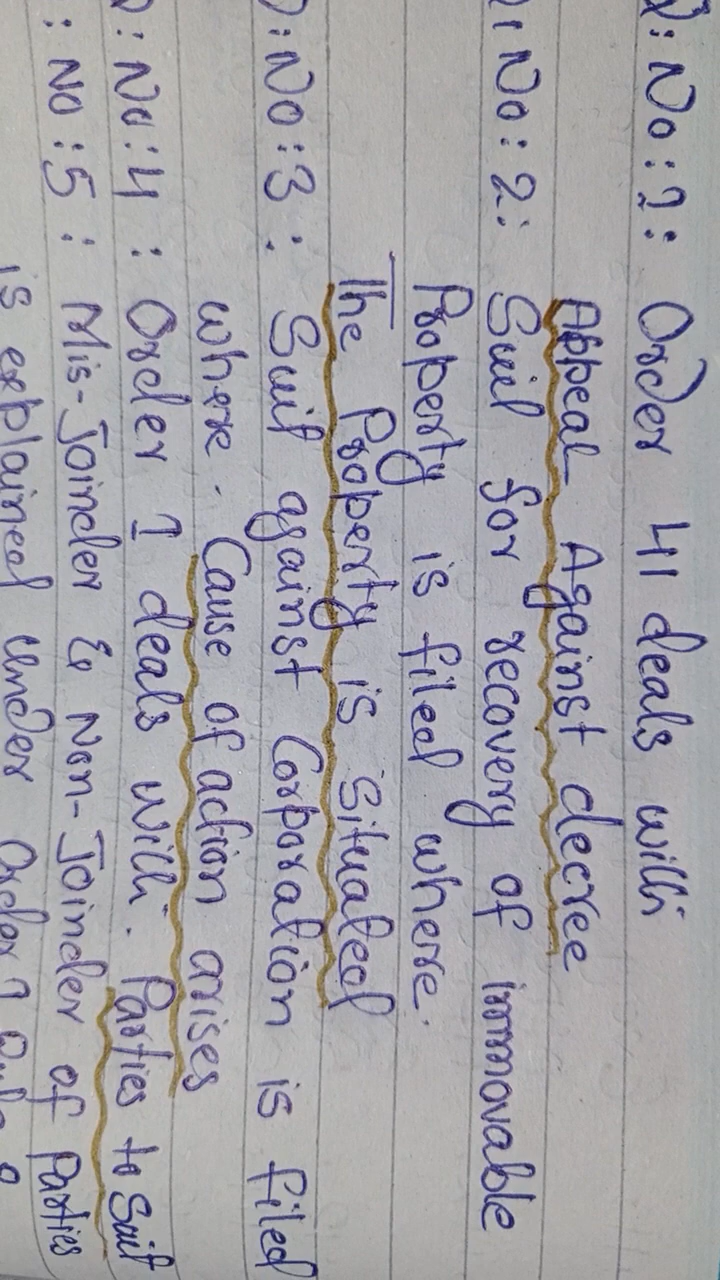 Q: No: 1: Order 41 deals with
Appeal Against decree
: No: 2: Suit for recovery of immovable
Property is filed where.
The Property is Situated
: No: 3: Suit against Corporation is filed
where. Cause of action arises
: No: 4: Order 1 deals with. Parties to Suit
: No: 5: Mis-Joinder & Non-Joinder of Parties
is explained under Order 1